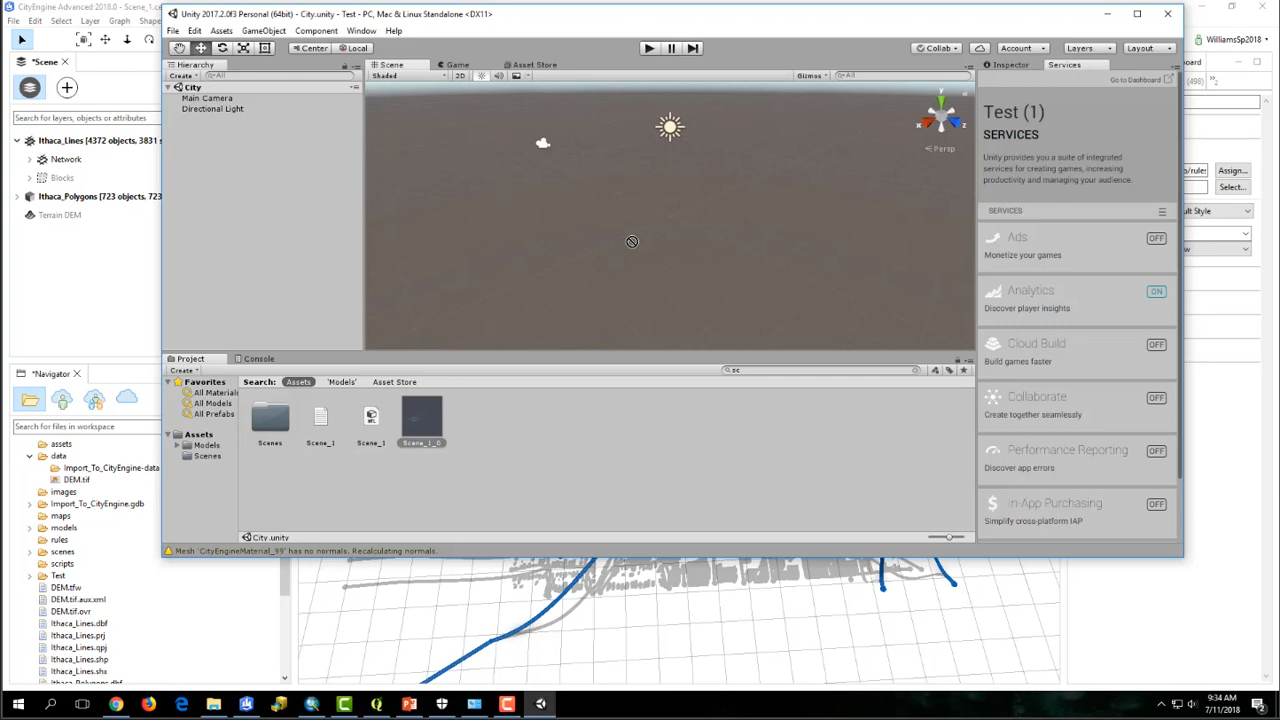 CityEngine Advanced 2018.0 - Scene_1.ce
File Edit Select Layer Graph
WilliamsSp2018
*Scene
Search for layers, objects or attributes
Ithaca_Lines [4372 objects, 3831 s
Network
Blocks
Ithaca_Polygons [723 objects, 723
Terrain DEM
*Navigator
Search for files in workspace
assets
data
Import_To_CityEngine-data
DEM.tif
images
Import_To_CityEngine.gdb
maps
models
rules
scenes
scripts
Test
DEM.tfw
DEM.tif.aux.xml
DEM.tif.ovr
Ithaca_Lines.dbf
Ithaca_Lines.prj
Ithaca_Lines.qpj
Ithaca_Lines.shp
Ithaca_Lines.shx
Ithaca_Polygons.dbf
Unity 2017.2.0f3 Personal (64bit) - City.unity - Test - PC, Mac & Linux Standalone <DX11>
File Edit Assets GameObject Component Window Help
Center Local
Collab Account Layers Layout
Hierarchy
Create All
City
Main Camera
Directional Light
Scene Game Asset Store
Shaded 2D Gizmos All
y
x z
Persp
Inspector Services
Go to Dashboard
Test (1)
SERVICES
Unity provides you a suite of integrated
services for creating games, increasing
productivity and managing your audience.
SERVICES
Ads OFF
Monetize your games
Analytics ON
Discover player insights
Cloud Build OFF
Build games faster
Collaborate OFF
Create together seamlessly
Performance Reporting OFF
Discover app errors
In-App Purchasing OFF
Simplify cross-platform IAP
Project Console
Create sc
Favorites
All Material
All Models
All Prefabs
Assets
Models
Scenes
Search: Assets 'Models' Asset Store
Scenes Scene_1 Scene_1 Scene_1_0
City.unity
Mesh 'CityEngineMaterial_99' has no normals. Recalculating normals.
board
(498)
o/rule: Assign...
Select...
ult Style
9:34 AM
7/11/2018
2